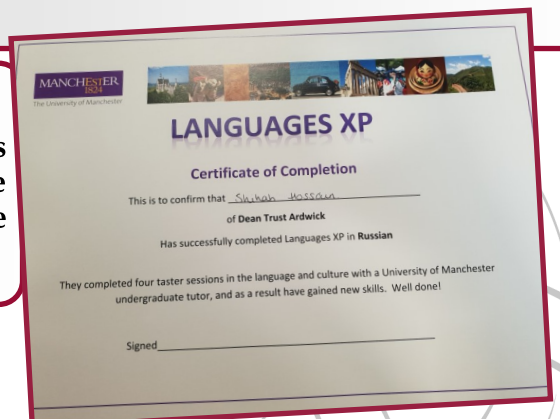 s
e
e
MANCHESTER
1824
The University of Manchester
LANGUAGES XP
Certificate of Completion
This is to confirm that Shihah Hossain
of Dean Trust Ardwick
Has successfully completed Languages XP in Russian
They completed four taster sessions in the language and culture with a University of Manchester
undergraduate tutor, and as a result have gained new skills. Well done!
Signed